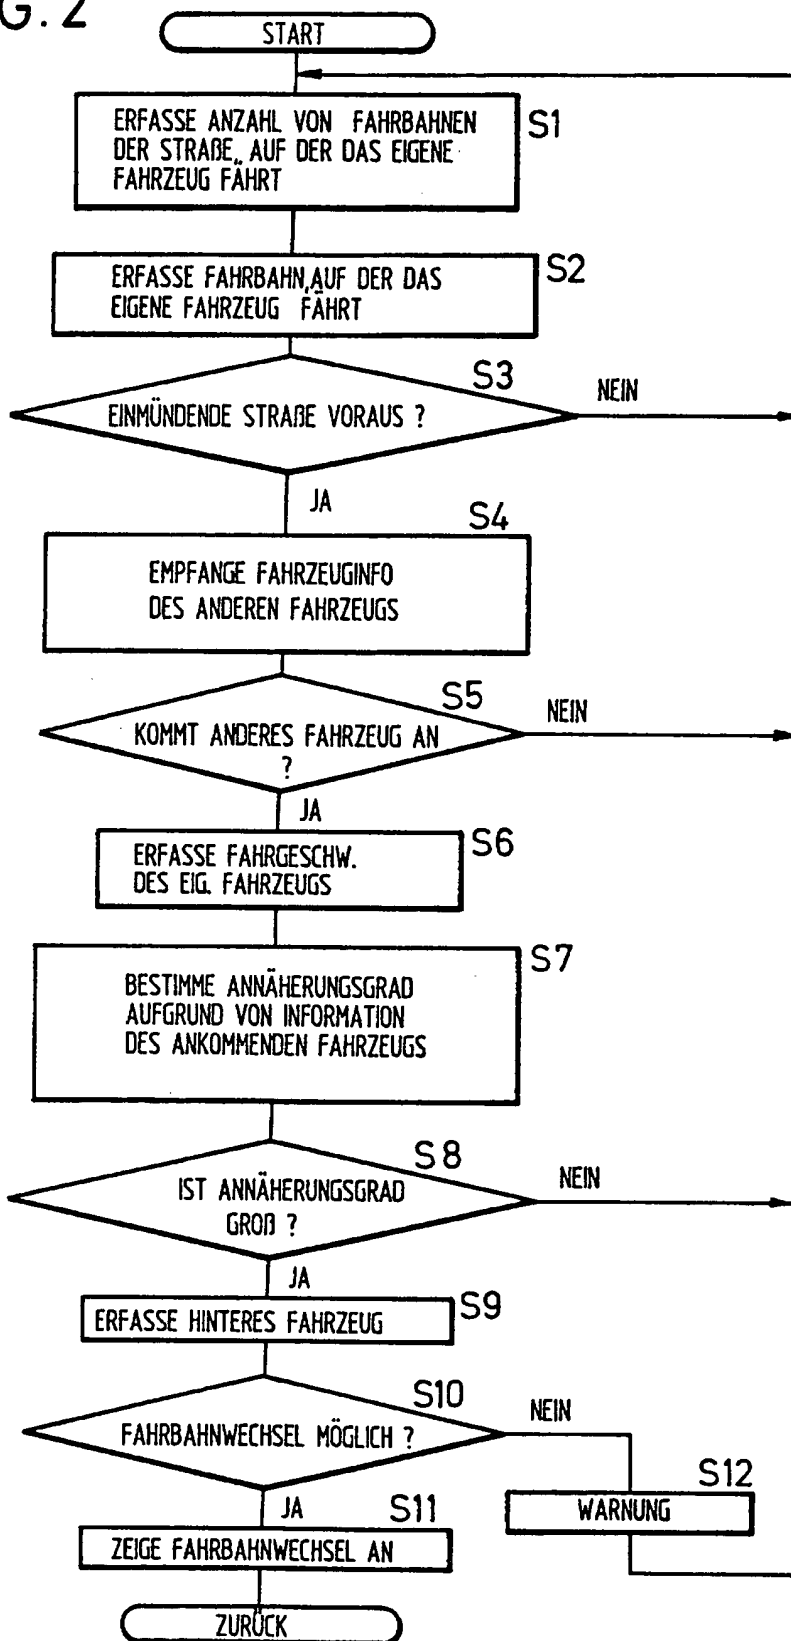 G. 2
START
ERFASSE ANZAHL VON FAHRBAHNEN
DER STRAßE, AUF DER DAS EIGENE
FAHRZEUG FÄHRT
S1
ERFASSE FAHRBAHN, AUF DER DAS
EIGENE FAHRZEUG FÄHRT
S2
EINMÜNDENDE STRAßE VORAUS ?
S3
NEIN
JA
S4
EMPFANGE FAHRZEUGINFO
DES ANDEREN FAHRZEUGS
S5
KOMMT ANDERES FAHRZEUG AN
?
NEIN
JA
S6
ERFASSE FAHRGESCHW.
DES EIG. FAHRZEUGS
S7
BESTIMME ANNÄHERUNGSGRAD
AUFGRUND VON INFORMATION
DES ANKOMMENDEN FAHRZEUGS
S8
IST ANNÄHERUNGSGRAD
GROß ?
NEIN
JA
S9
ERFASSE HINTERES FAHRZEUG
S10
FAHRBAHNWECHSEL MÖGLICH ?
NEIN
JA
S11
ZEIGE FAHRBAHNWECHSEL AN
S12
WARNUNG
ZURÜCK